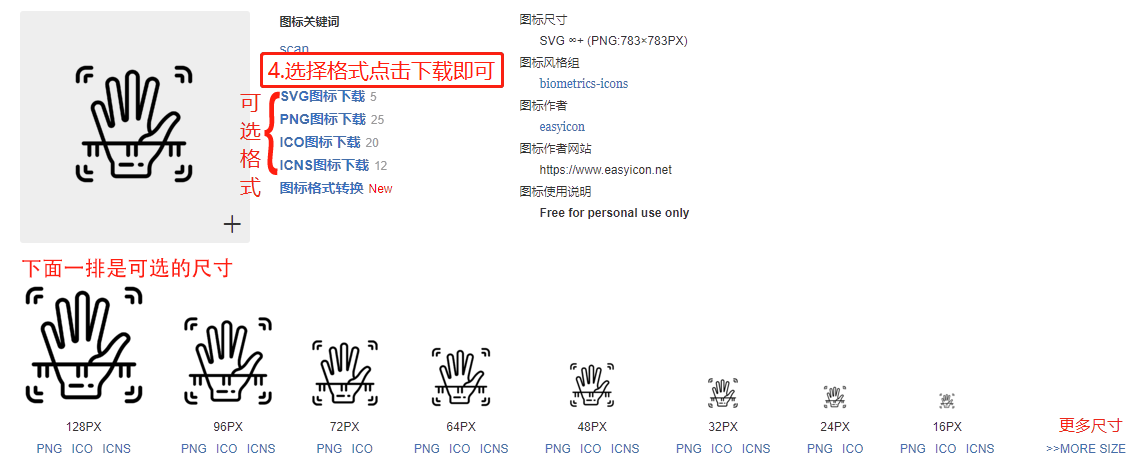 图标关键词
scan
4.选择格式点击下载即可
可选格式
SVG图标下载 5
PNG图标下载 25
ICO图标下载 20
ICNS图标下载 12
图标格式转换 New
图标尺寸
SVG ∞+ (PNG:783×783PX)
图标风格组
biometrics-icons
图标作者
easyicon
图标作者网站
https://www.easyicon.net
图标使用说明
Free for personal use only
下面一排是可选的尺寸
128PX 96PX 72PX 64PX 48PX 32PX 24PX 16PX 更多尺寸
PNG ICO ICNS PNG ICO ICNS PNG ICO PNG ICO ICNS PNG ICO ICNS PNG ICO ICNS PNG ICO PNG ICO ICNS >>MORE SIZE